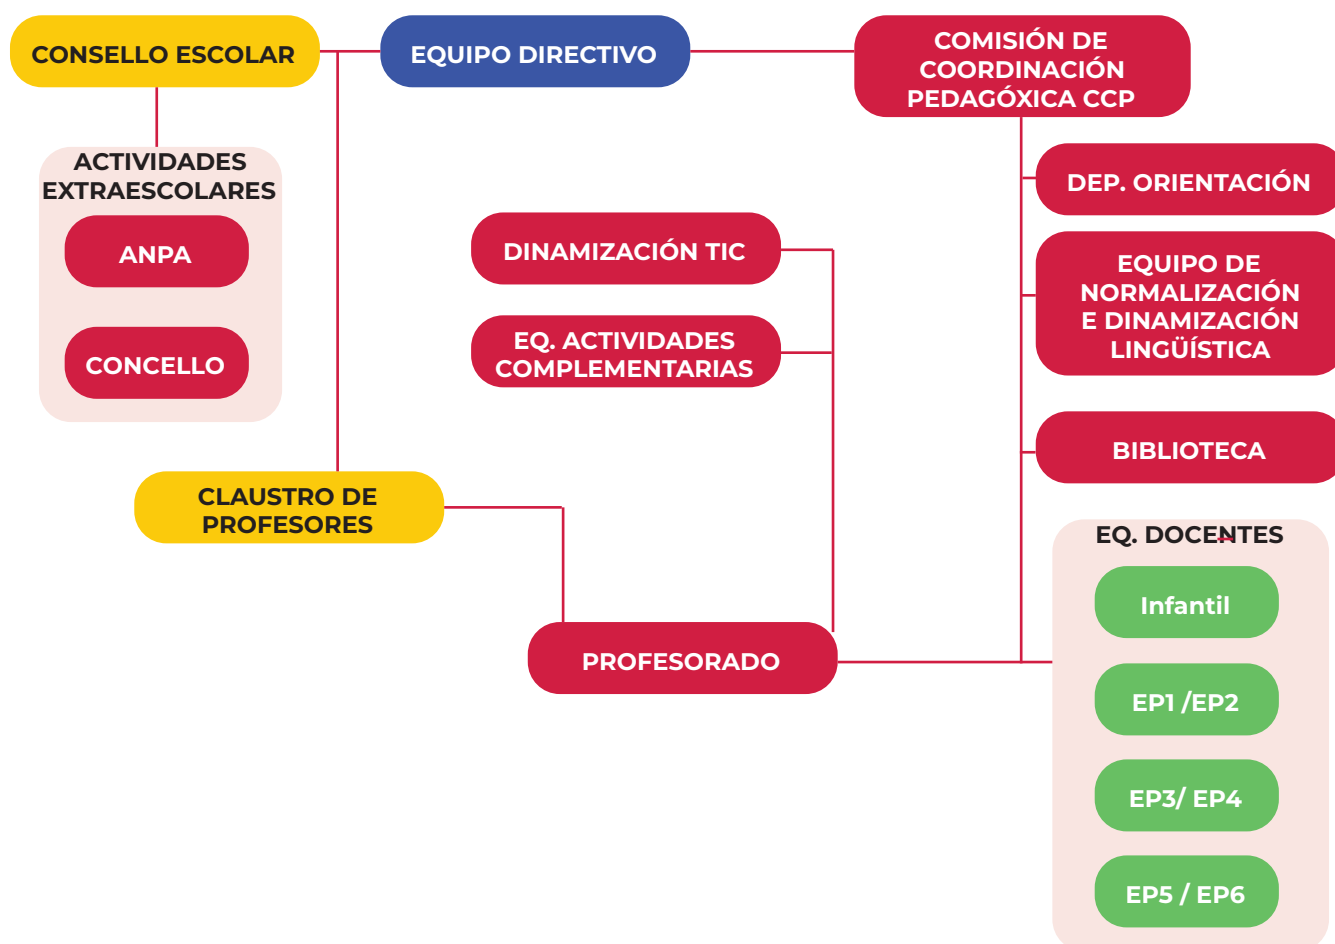 CONSELLO ESCOLAR
EQUIPO DIRECTIVO
COMISIÓN DE
COORDINACIÓN
PEDAGÓXICA CCP
ACTIVIDADES
EXTRAESCOLARES
ANPA
CONCELLO
DINAMIZACIÓN TIC
EQ. ACTIVIDADES
COMPLEMENTARIAS
DEP. ORIENTACIÓN
EQUIPO DE
NORMALIZACIÓN
E DINAMIZACIÓN
LINGÜÍSTICA
BIBLIOTECA
CLAUSTRO DE
PROFESORES
PROFESORADO
EQ. DOCENTES
Infantil
EP1 /EP2
EP3/ EP4
EP5 / EP6